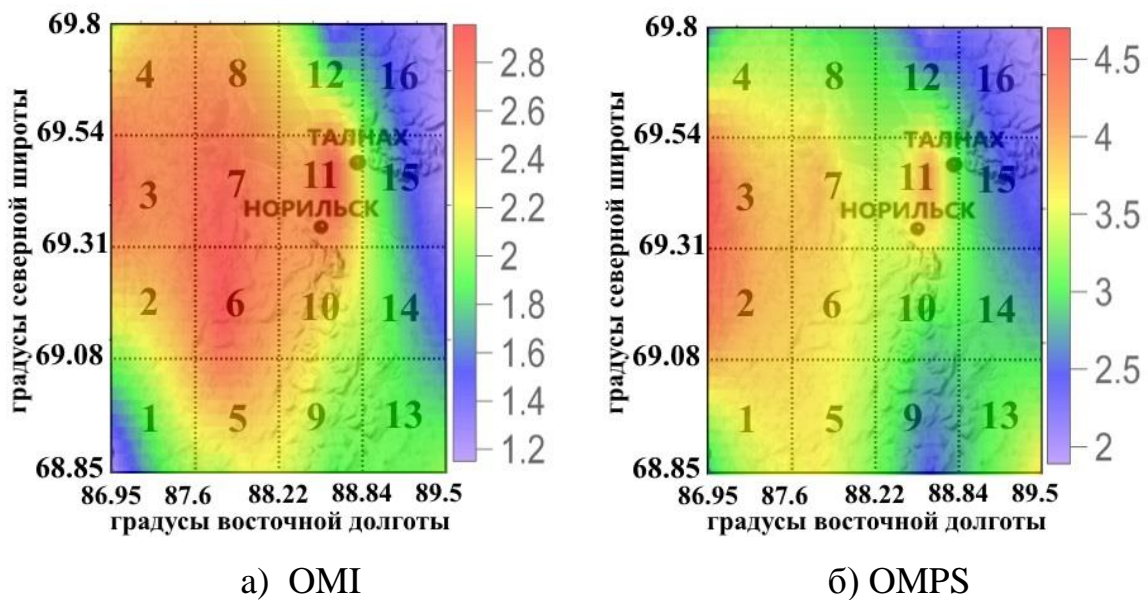 69.8
69.54
69.31
69.08
68.85
градусы северной широты
4 8 12 16
ТАЛНАХ
3 7 11 15
НОРИЛЬСК
2 6 10 14
1 5 9 13
86.95 87.6 88.22 88.84 89.5
градусы восточной долготы
2.8
2.6
2.4
2.2
2
1.8
1.6
1.4
1.2
а) OMI
69.8
69.54
69.31
69.08
68.85
градусы северной широты
4 8 12 16
ТАЛНАХ
3 7 11 15
НОРИЛЬСК
2 6 10 14
1 5 9 13
86.95 87.6 88.22 88.84 89.5
градусы восточной долготы
4.5
4
3.5
3
2.5
2
б) OMPS